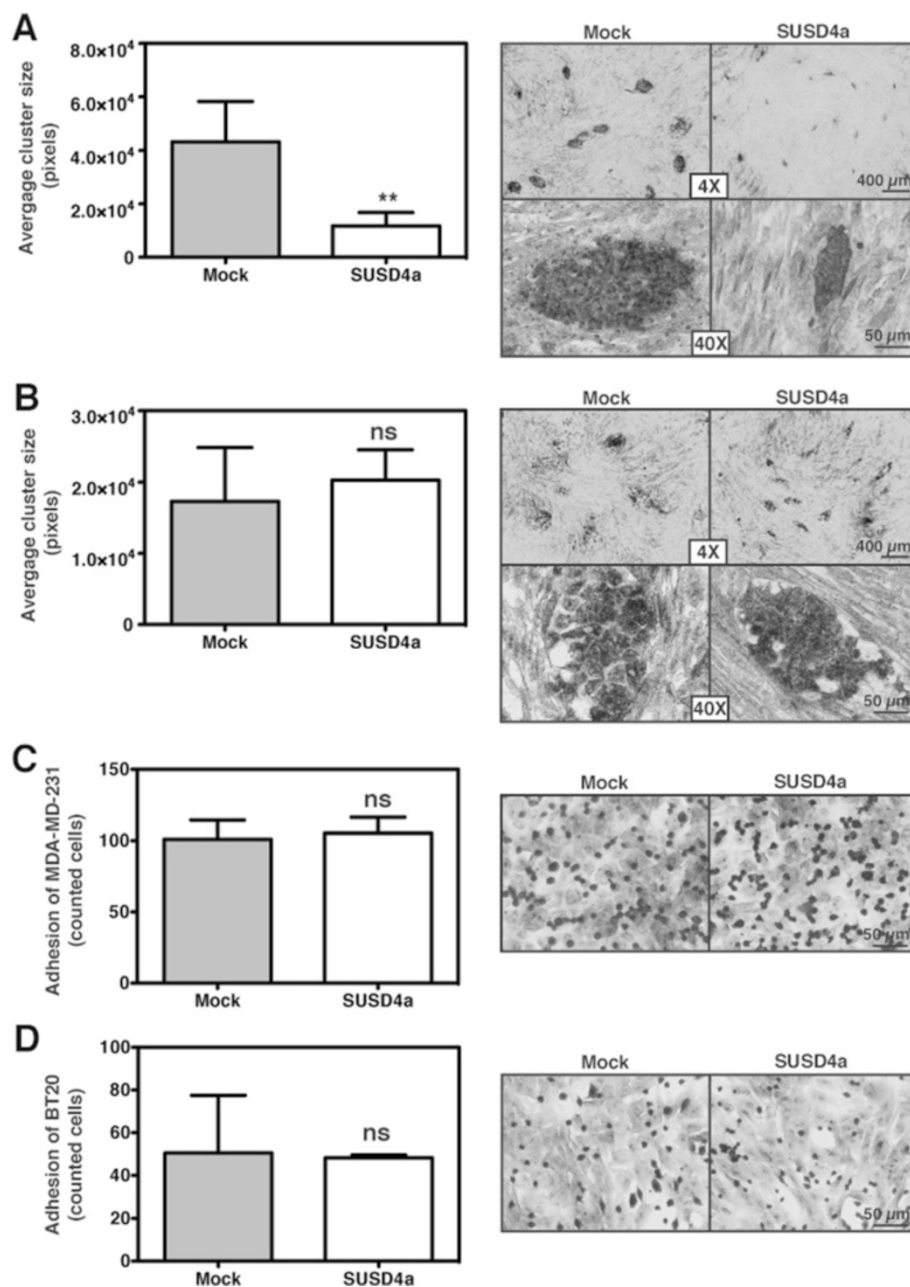 A
Avergage cluster size
(pixels)
8.0×10⁴
6.0×10⁴
4.0×10⁴
2.0×10⁴
0
**
Mock
SUSD4a
Mock
SUSD4a
4X
400 µm
40X
50 µm
B
Avergage cluster size
(pixels)
3.0×10⁴
2.0×10⁴
1.0×10⁴
0
ns
Mock
SUSD4a
Mock
SUSD4a
4X
400 µm
40X
50 µm
C
Adhesion of MDA-MD-231
(counted cells)
150
100
50
0
ns
Mock
SUSD4a
Mock
SUSD4a
50 µm
D
Adhesion of BT20
(counted cells)
100
80
60
40
20
0
ns
Mock
SUSD4a
Mock
SUSD4a
50 µm